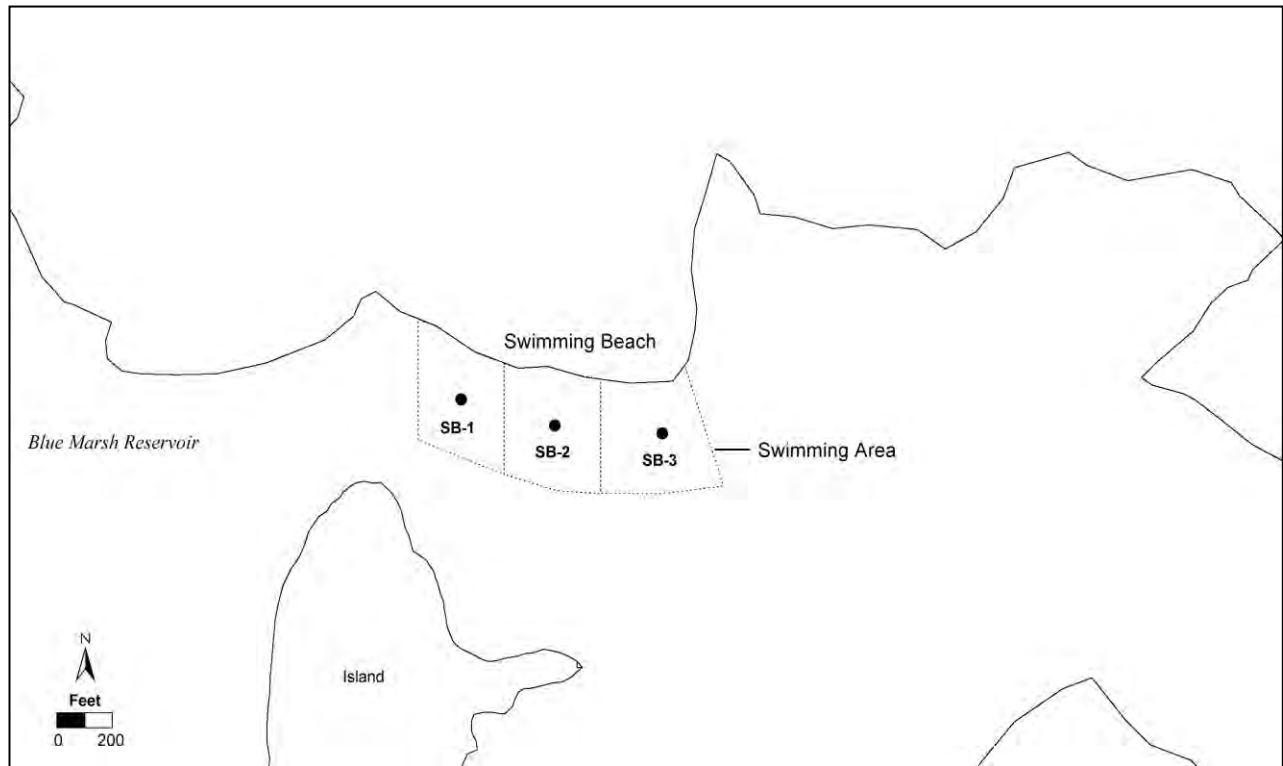 Swimming Beach
SB-1
SB-2
SB-3
Swimming Area
Blue Marsh Reservoir
Island
N
Feet
0 200